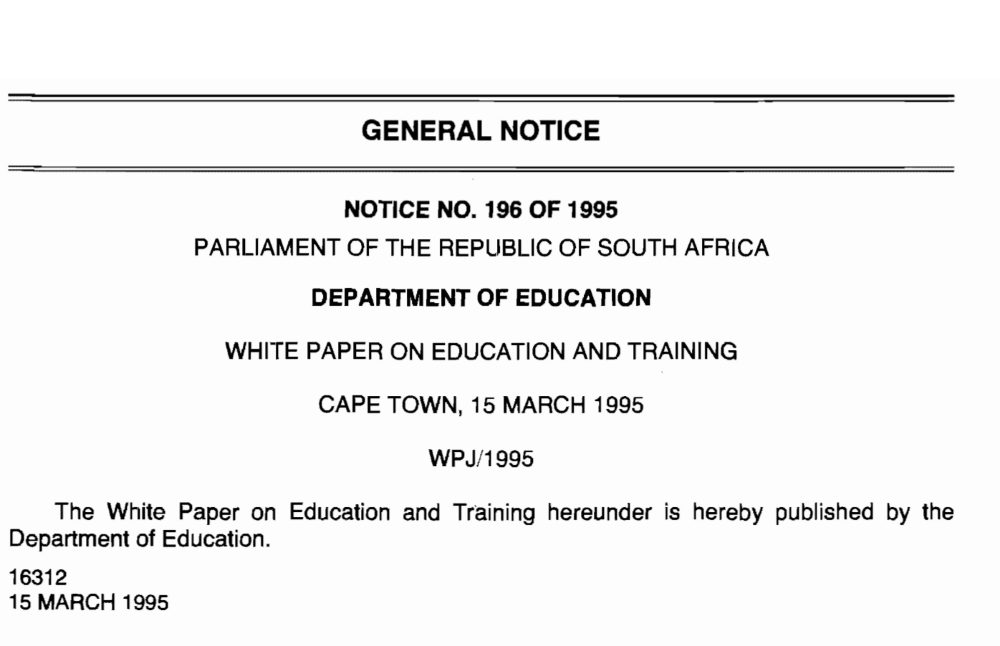 GENERAL NOTICE
NOTICE NO. 196 OF 1995
PARLIAMENT OF THE REPUBLIC OF SOUTH AFRICA
DEPARTMENT OF EDUCATION
WHITE PAPER ON EDUCATION AND TRAINING
CAPE TOWN, 15 MARCH 1995
WPJ/1995
The White Paper on Education and Training hereunder is hereby published by the
Department of Education.
16312
15 MARCH 1995